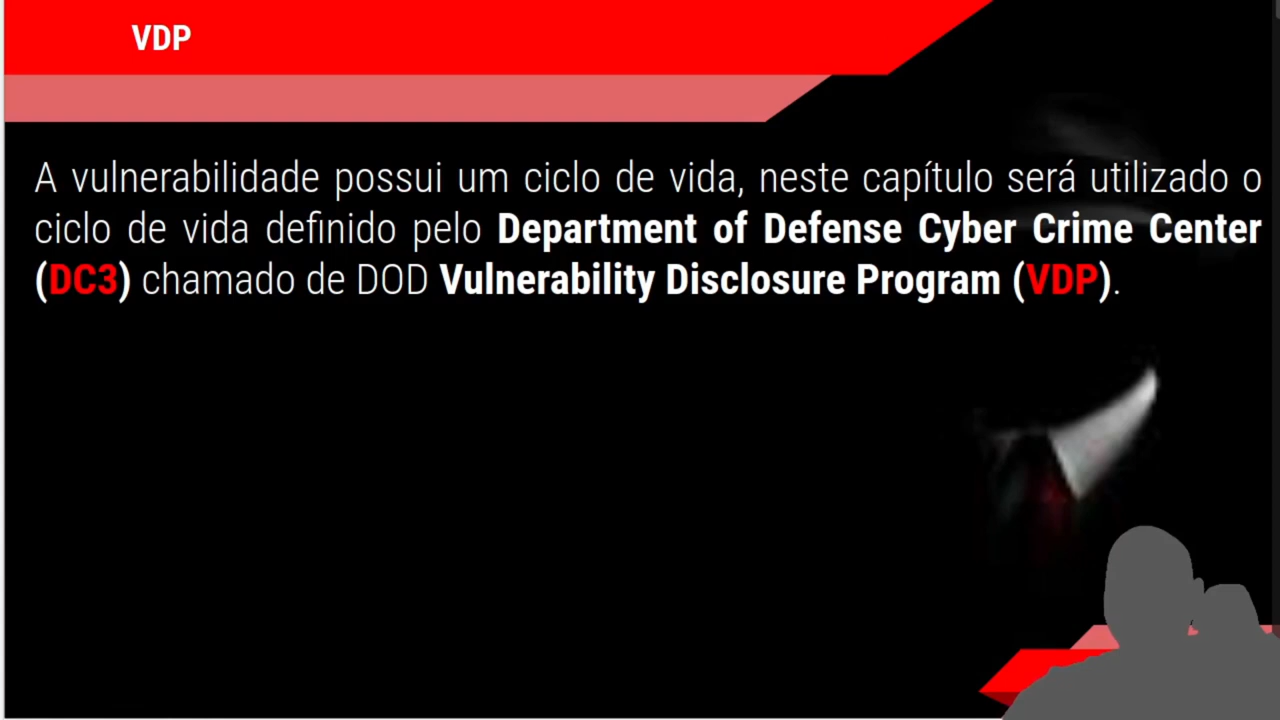 VDP
A vulnerabilidade possui um ciclo de vida, neste capítulo será utilizado o
ciclo de vida definido pelo Department of Defense Cyber Crime Center
(DC3) chamado de DOD Vulnerability Disclosure Program (VDP).